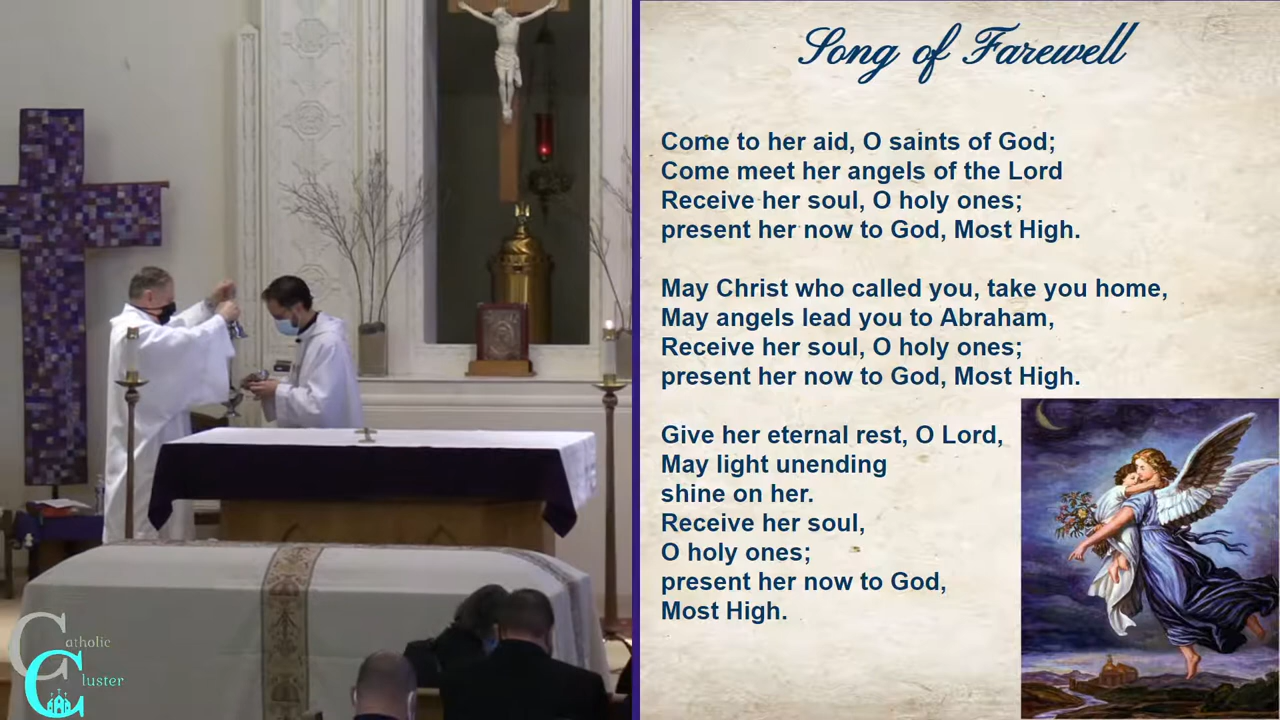 Song of Farewell
Come to her aid, O saints of God;
Come meet her angels of the Lord
Receive her soul, O holy ones;
present her now to God, Most High.
May Christ who called you, take you home,
May angels lead you to Abraham,
Receive her soul, O holy ones;
present her now to God, Most High.
Give her eternal rest, O Lord,
May light unending
shine on her.
Receive her soul,
O holy ones;
present her now to God,
Most High.
Catholic
Cluster